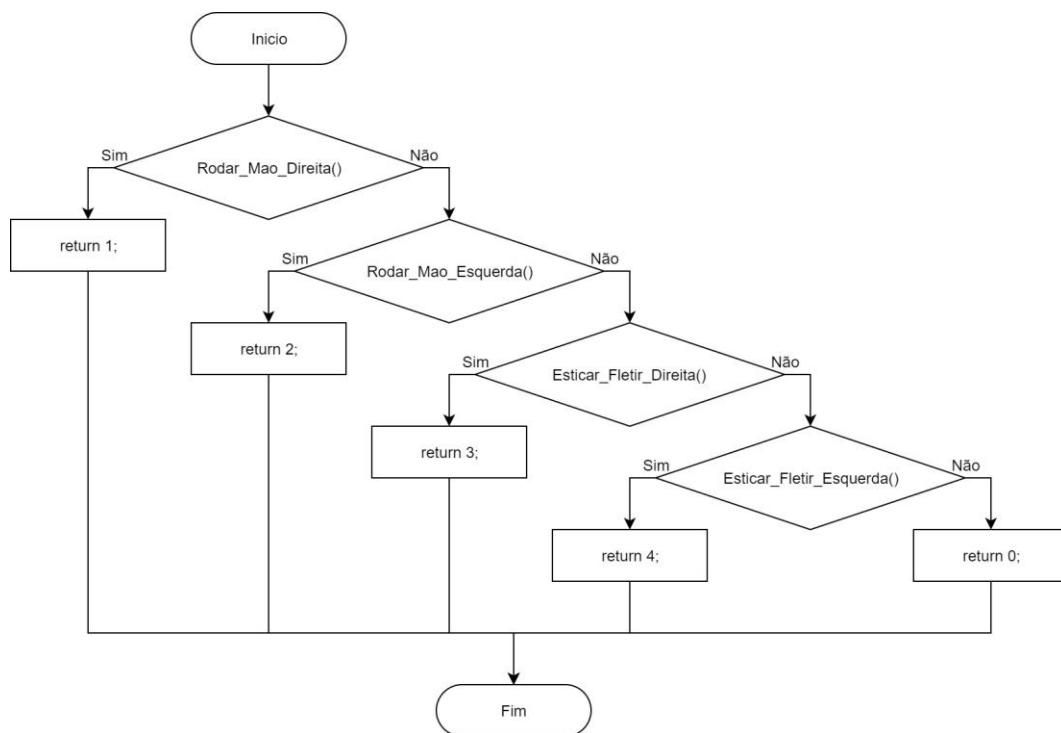 Inicio
Sim
Não
Rodar_Mao_Direita()
return 1;
Sim
Não
Rodar_Mao_Esquerda()
return 2;
Sim
Não
Esticar_Fletir_Direita()
return 3;
Sim
Não
Esticar_Fletir_Esquerda()
return 4;
return 0;
Fim